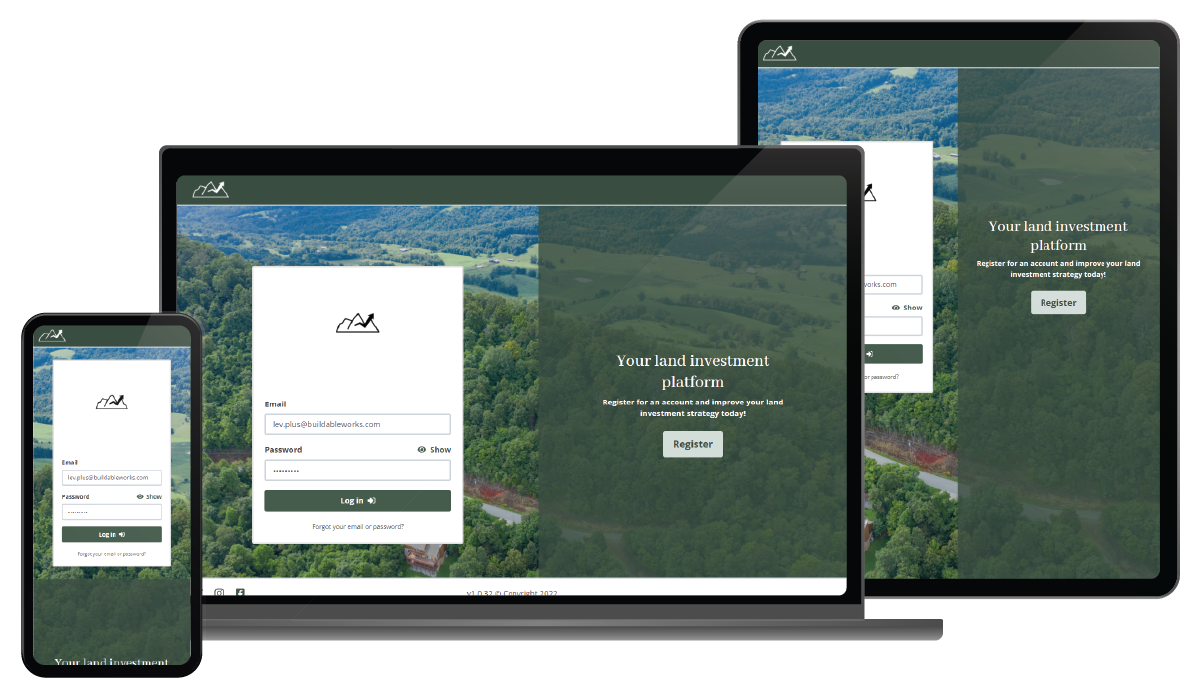 Email
lev.plus@buildableworks.com
Password
Show
•••••••••
Log in
Forgot your email or password?
Your land investment
Email
lev.plus@buildableworks.com
Password
Show
•••••••••
Log in
Forgot your email or password?
Your land investment
platform
Register for an account and improve your land
investment strategy today!
Register
v1.0.32 © Copyright 2022
works.com
Show
or password?
Your land investment
platform
Register for an account and improve your land
investment strategy today!
Register